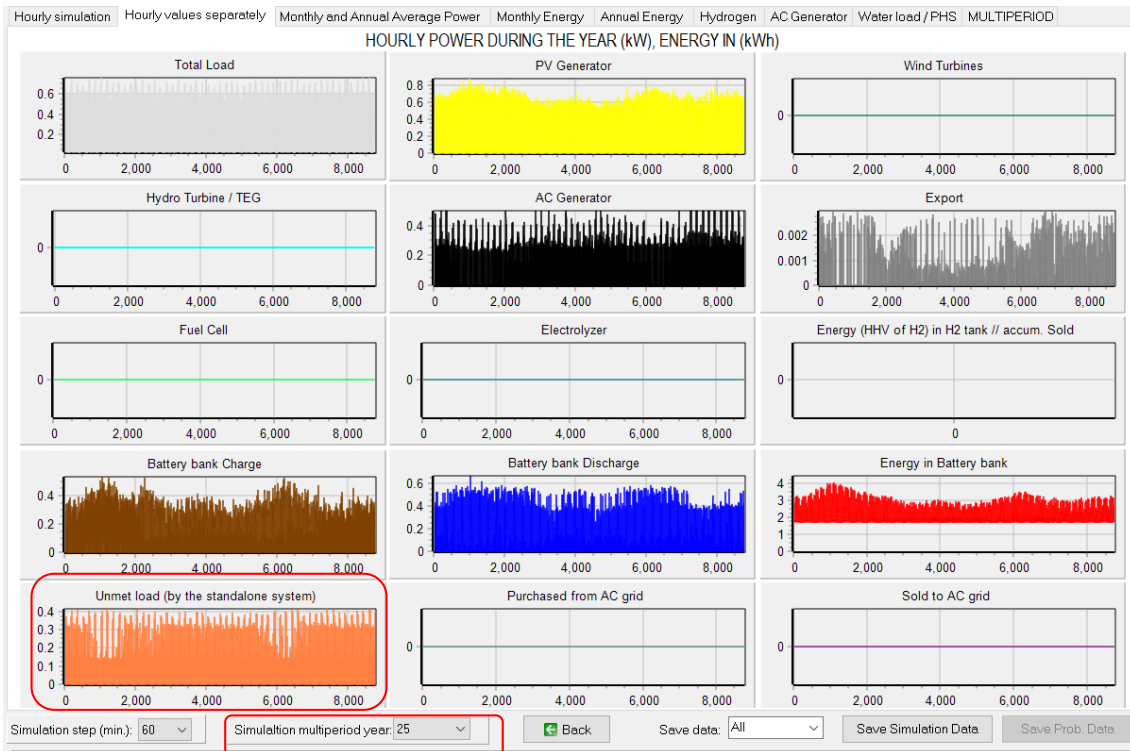 Hourly simulation Hourly values separately Monthly and Annual Average Power Monthly Energy Annual Energy Hydrogen AC Generator Water load / PHS MULTIPERIOD
HOURLY POWER DURING THE YEAR (kW), ENERGY IN (kWh)
Total Load PV Generator Wind Turbines
0.6 0.8
0.4 0.6 0
0.2 0.4
0.2
0
0 2,000 4,000 6,000 8,000 0 2,000 4,000 6,000 8,000 0 2,000 4,000 6,000 8,000
Hydro Turbine / TEG AC Generator Export
0 0.4 0.002
0.2 0.001
0 0
0 2,000 4,000 6,000 8,000 0 2,000 4,000 6,000 8,000 0 2,000 4,000 6,000 8,000
Fuel Cell Electrolyzer Energy (HHV of H2) in H2 tank // accum. Sold
0 0 0
0 2,000 4,000 6,000 8,000 0 2,000 4,000 6,000 8,000 0
Battery bank Charge Battery bank Discharge Energy in Battery bank
0.4 0.6 4
0.2 0.4 3
0 0.2 2
0 1
0
0 2,000 4,000 6,000 8,000 0 2,000 4,000 6,000 8,000 0 2,000 4,000 6,000 8,000
Unmet load (by the standalone system) Purchased from AC grid Sold to AC grid
0.4
0.3
0.2 0 0
0.1
0
0 2,000 4,000 6,000 8,000 0 2,000 4,000 6,000 8,000 0 2,000 4,000 6,000 8,000
Simulation step (min.): 60 Simulaltion multiperiod year: 25 Back Save data: All Save Simulation Data Save Prob. Data